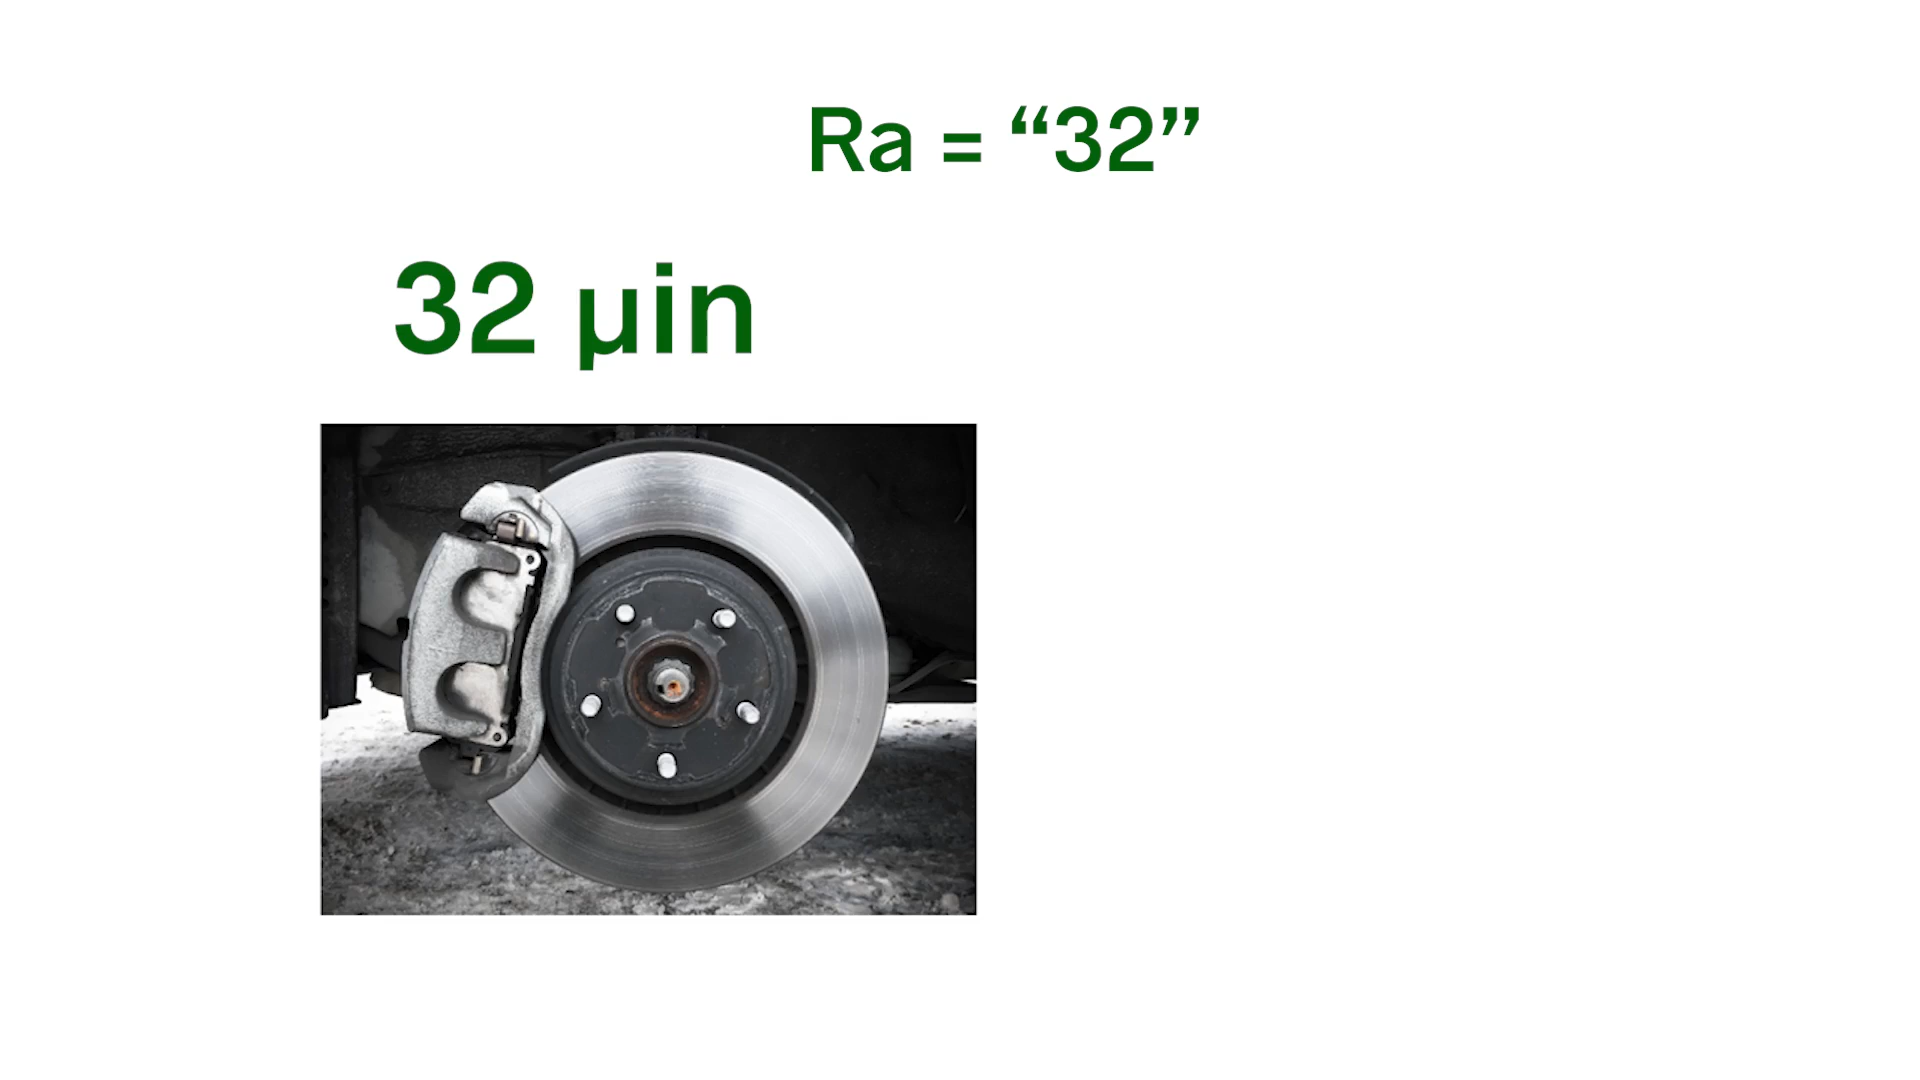 Ra = “32”
32 µin